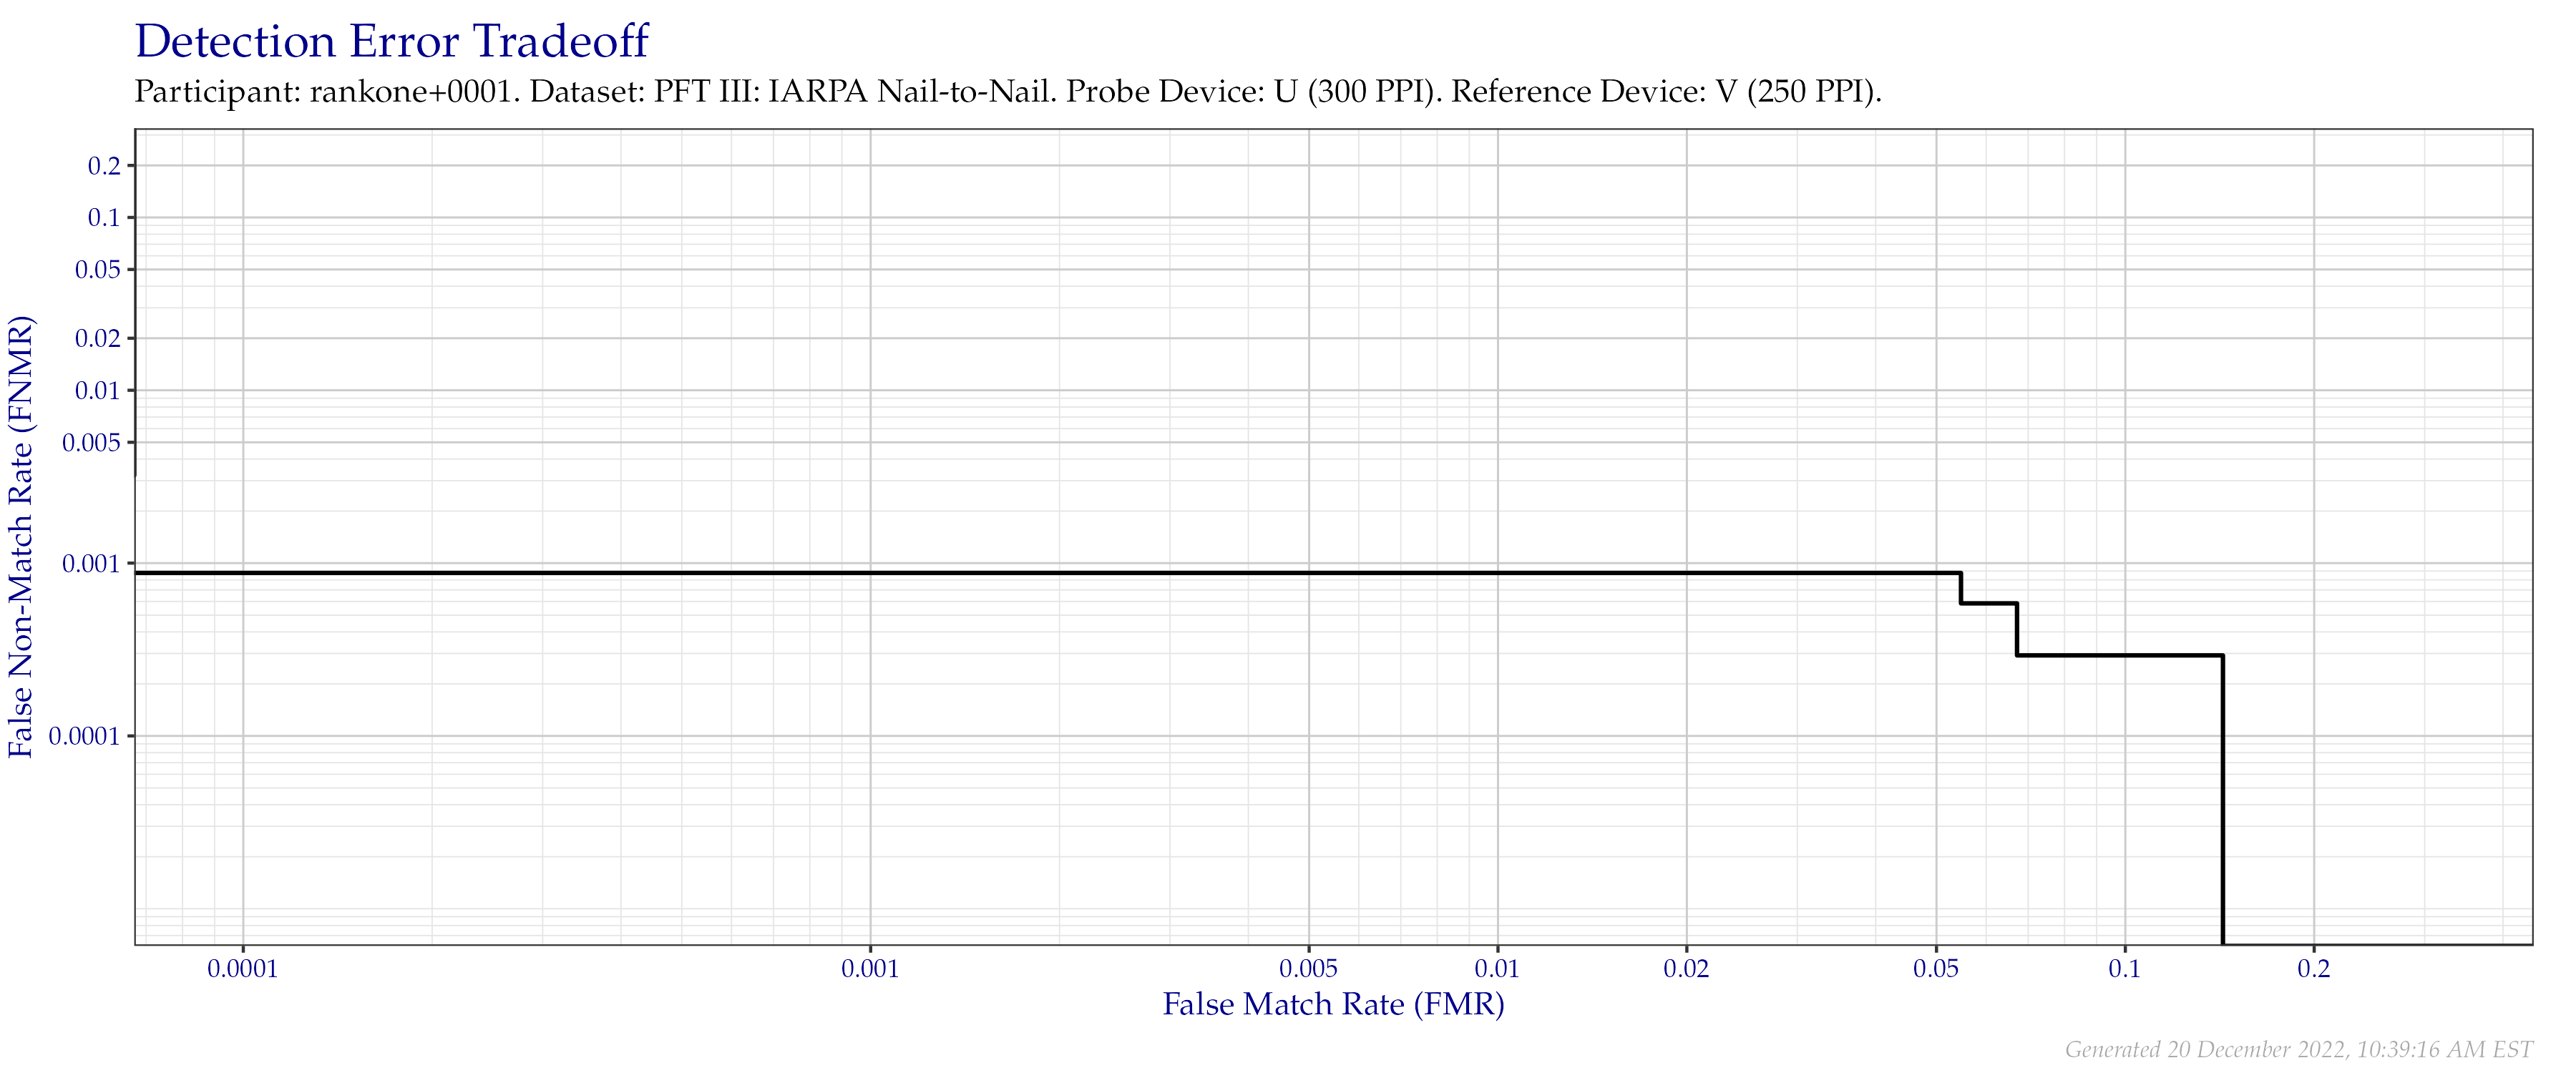 Detection Error Tradeoff
Participant: rankone+0001. Dataset: PFT III: IARPA Nail-to-Nail. Probe Device: U (300 PPI). Reference Device: V (250 PPI).
False Non-Match Rate (FNMR)
0.2
0.1
0.05
0.02
0.01
0.005
0.001
0.0001
0.0001 0.001 0.005 0.01 0.02 0.05 0.1 0.2
False Match Rate (FMR)
Generated 20 December 2022, 10:39:16 AM EST